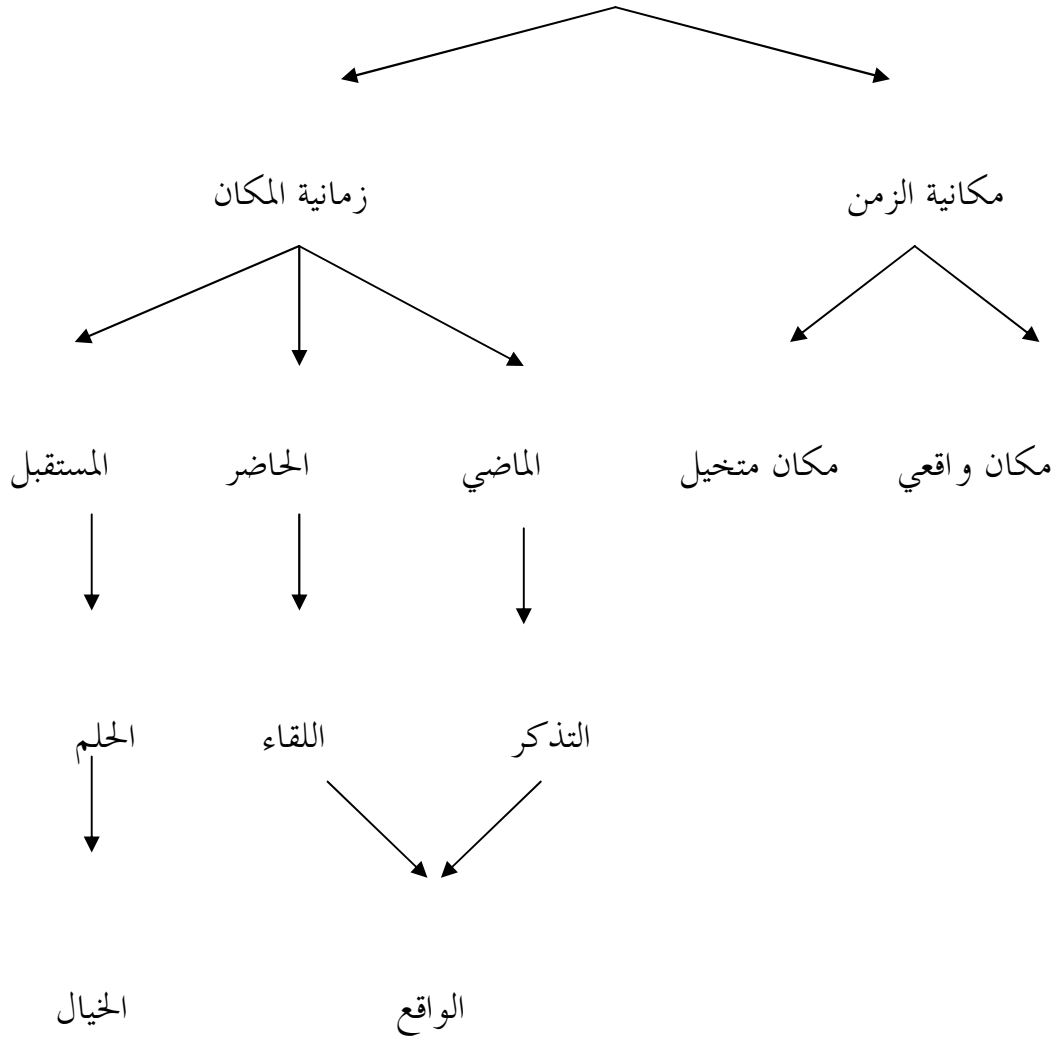 مكانية الزمن زمانية المكان
مكان واقعي مكان متخيل الماضي الحاضر المستقبل
التذكر اللقاء الحلم
الواقع الخيال